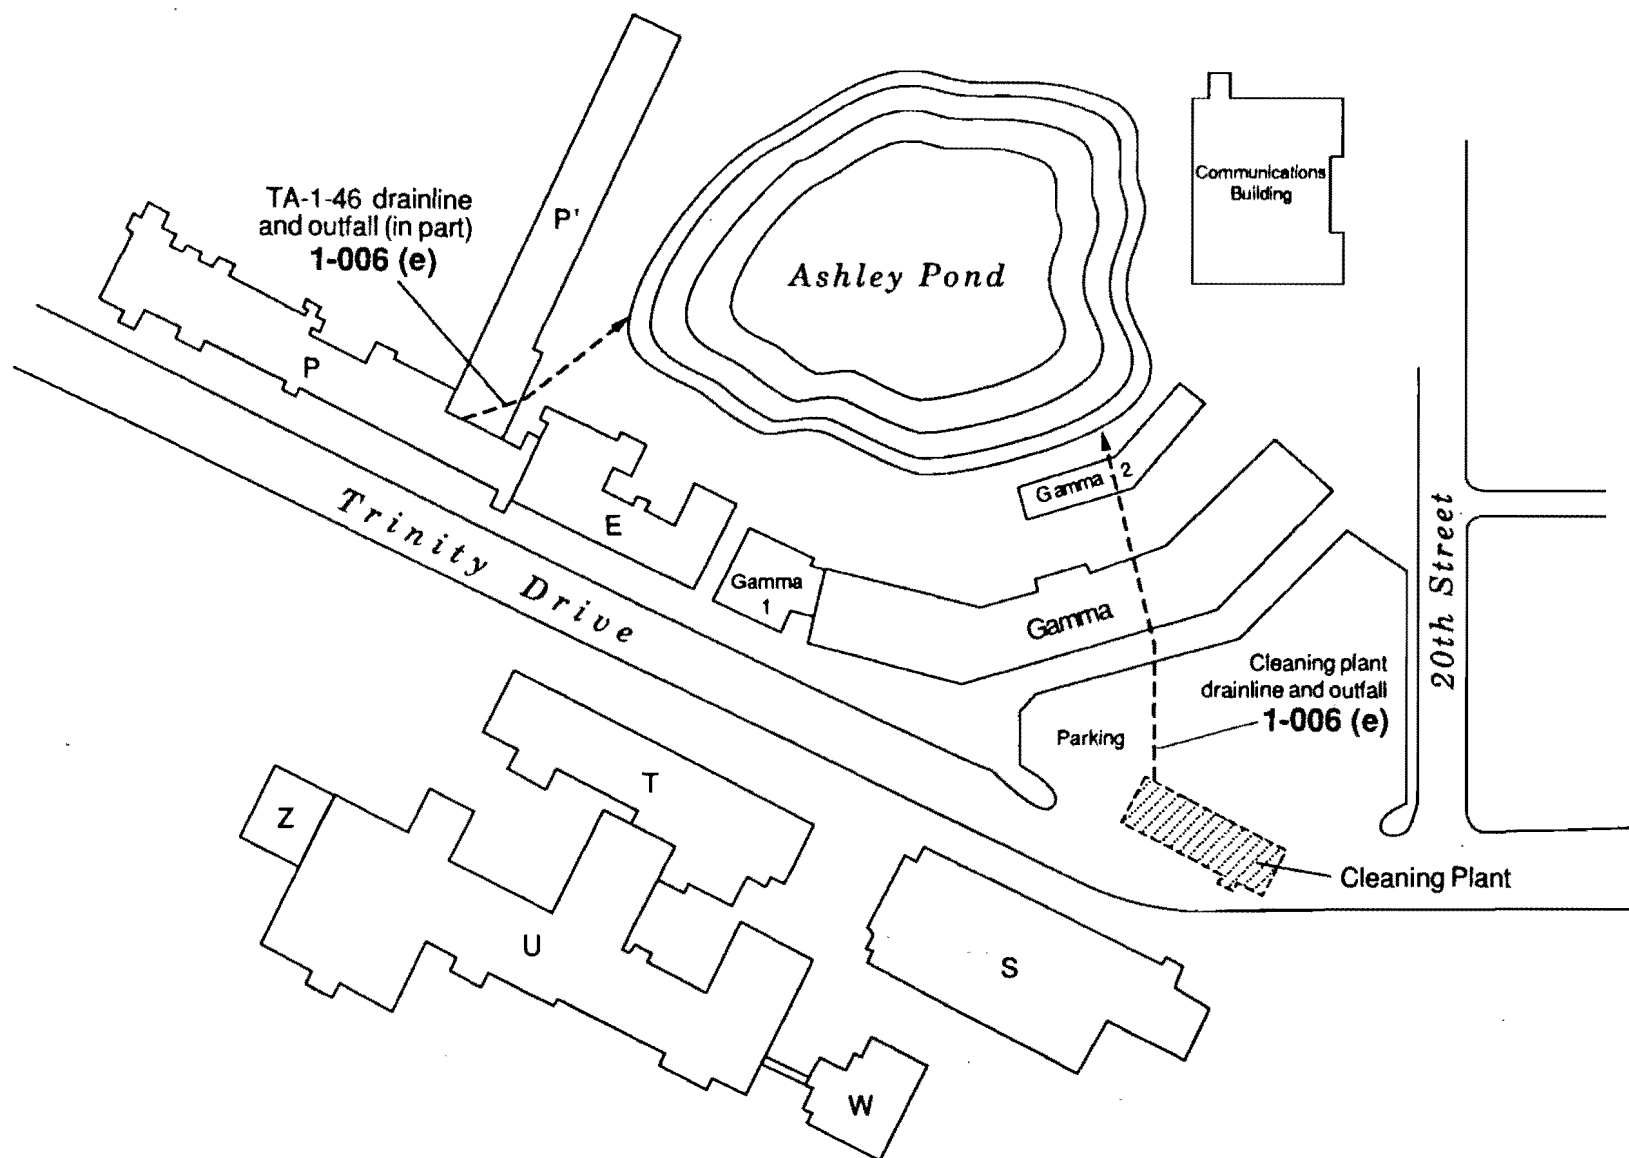 TA-1-46 drainline
and outfall (in part)
1-006 (e)
P'
Communications
Building
Ashley Pond
P
E
Trinity Drive
Gamma 2
Gamma
1
Gamma
20th Street
Cleaning plant
drainline and outfall
1-006 (e)
Parking
T
Z
Cleaning Plant
U
S
W